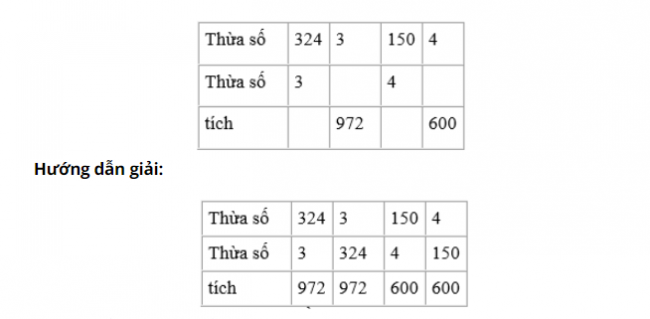 Thừa số 324 3 150 4
Thừa số 3 4
tích 972 600
Hướng dẫn giải:
Thừa số 324 3 150 4
Thừa số 3 324 4 150
tích 972 972 600 600